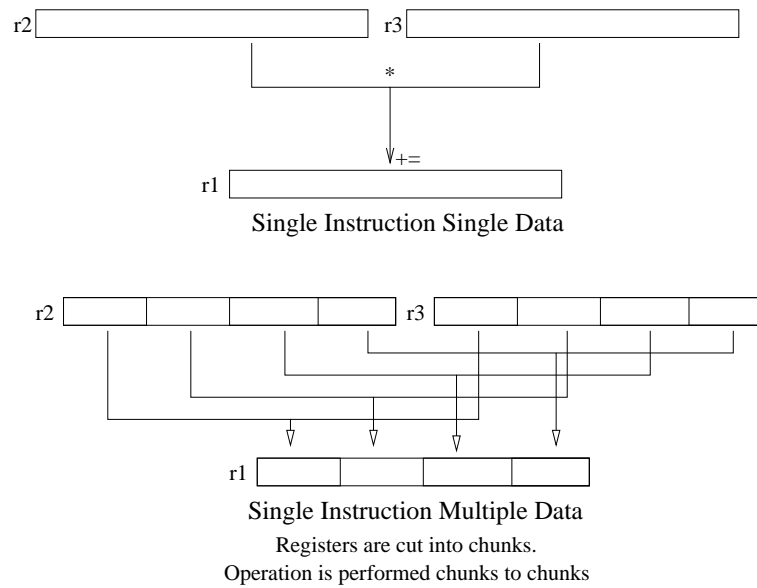 r2 r3
*
+=
r1
Single Instruction Single Data
r2 r3
r1
Single Instruction Multiple Data
Registers are cut into chunks.
Operation is performed chunks to chunks